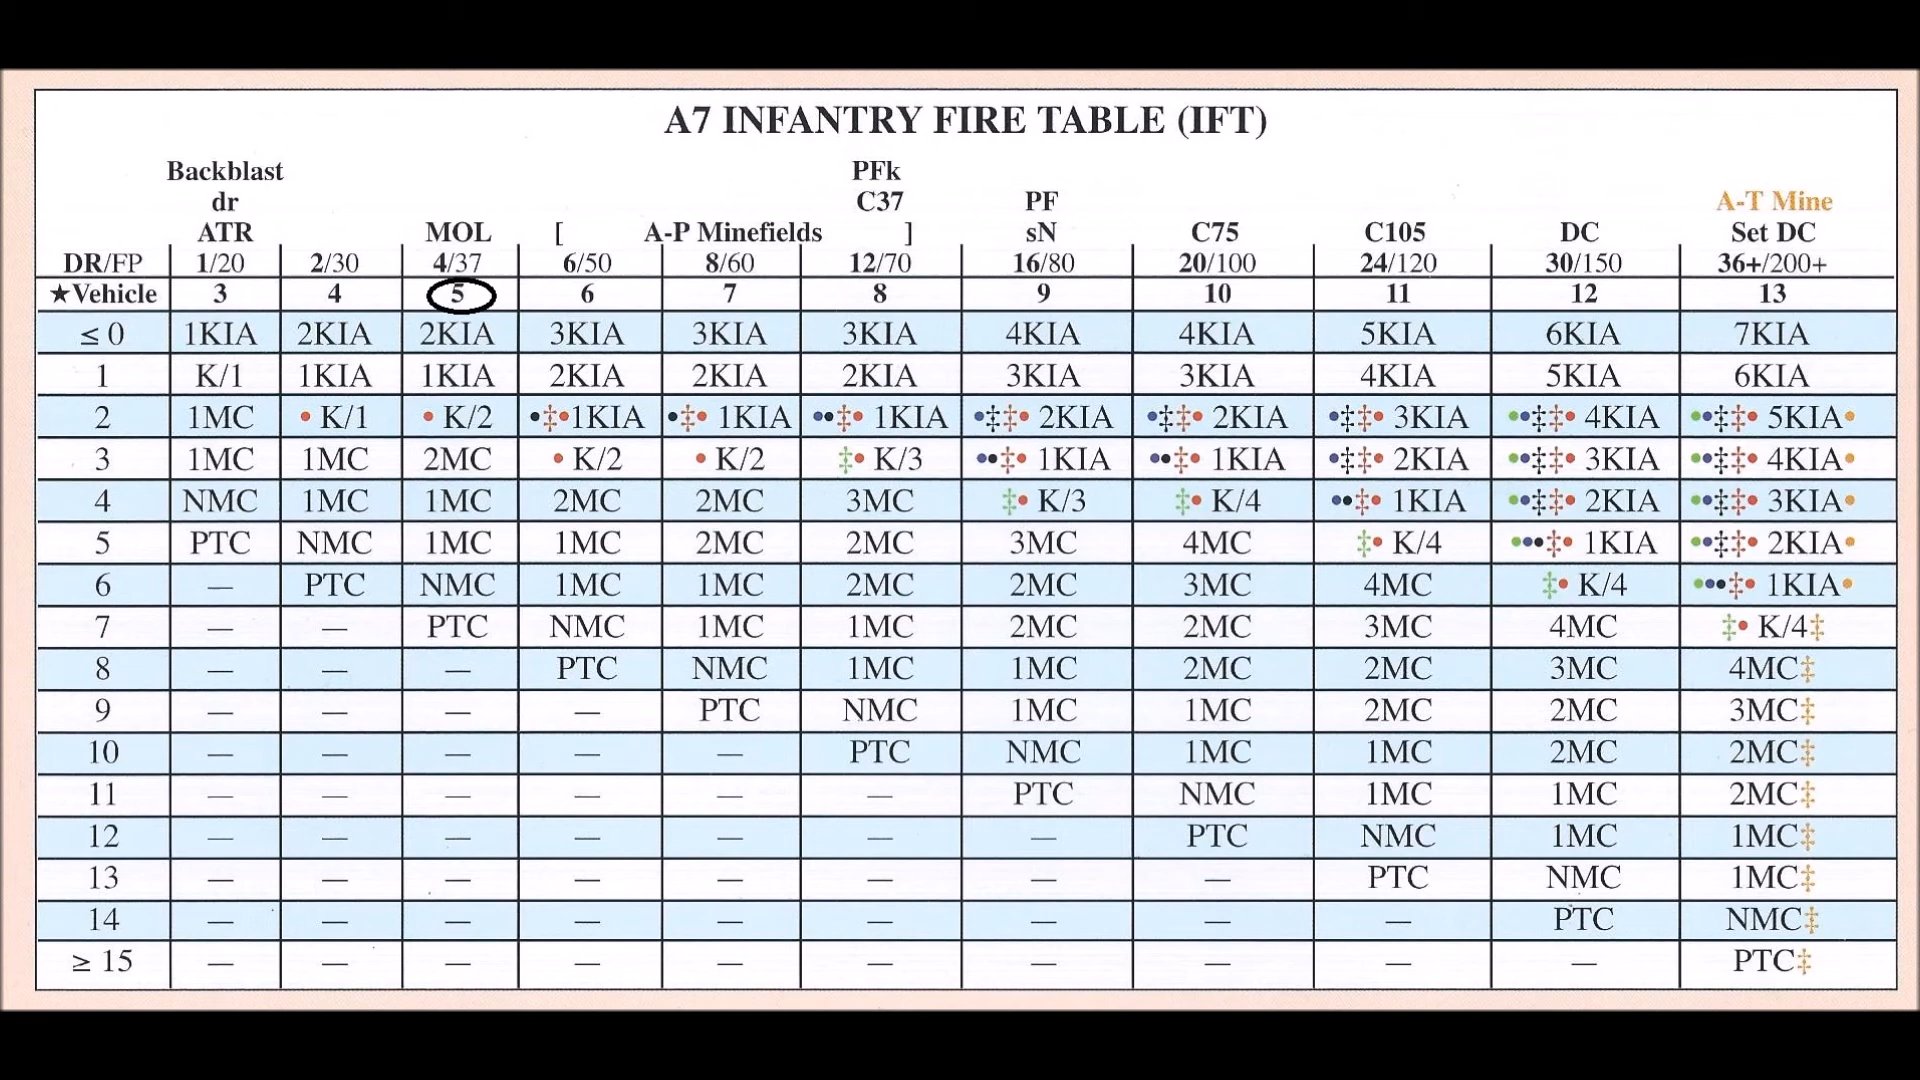 A7 INFANTRY FIRE TABLE (IFT)
Backblast PFk
dr C37 PF A-T Mine
ATR MOL [ A-P Minefields ] sN C75 C105 DC Set DC
DR/FP 1/20 2/30 4/37 6/50 8/60 12/70 16/80 20/100 24/120 30/150 36+/200+
★Vehicle 3 4 5 6 7 8 9 10 11 12 13
≤ 0 1KIA 2KIA 2KIA 3KIA 3KIA 3KIA 4KIA 4KIA 5KIA 6KIA 7KIA
1 K/1 1KIA 1KIA 2KIA 2KIA 2KIA 3KIA 3KIA 4KIA 5KIA 6KIA
2 1MC • K/1 • K/2 •‡•1KIA •‡• 1KIA ••‡• 1KIA •‡‡• 2KIA •‡‡• 2KIA •‡‡• 3KIA ••‡‡• 4KIA ••‡‡• 5KIA•
3 1MC 1MC 2MC • K/2 • K/2 ‡• K/3 ••‡• 1KIA ••‡• 1KIA •‡‡• 2KIA ••‡‡• 3KIA ••‡‡• 4KIA•
4 NMC 1MC 1MC 2MC 2MC 3MC ‡• K/3 ‡• K/4 ••‡• 1KIA ••‡‡• 2KIA ••‡‡• 3KIA•
5 PTC NMC 1MC 1MC 2MC 2MC 3MC 4MC ‡• K/4 •••‡• 1KIA ••‡‡• 2KIA•
6 — PTC NMC 1MC 1MC 2MC 2MC 3MC 4MC ‡• K/4 •••‡• 1KIA•
7 — — PTC NMC 1MC 1MC 2MC 2MC 3MC 4MC ‡• K/4‡
8 — — — PTC NMC 1MC 1MC 2MC 2MC 3MC 4MC‡
9 — — — — PTC NMC 1MC 1MC 2MC 2MC 3MC‡
10 — — — — — PTC NMC 1MC 1MC 2MC 2MC‡
11 — — — — — — PTC NMC 1MC 1MC 2MC‡
12 — — — — — — — PTC NMC 1MC 1MC‡
13 — — — — — — — — PTC NMC 1MC‡
14 — — — — — — — — — PTC NMC‡
≥ 15 — — — — — — — — — — PTC‡